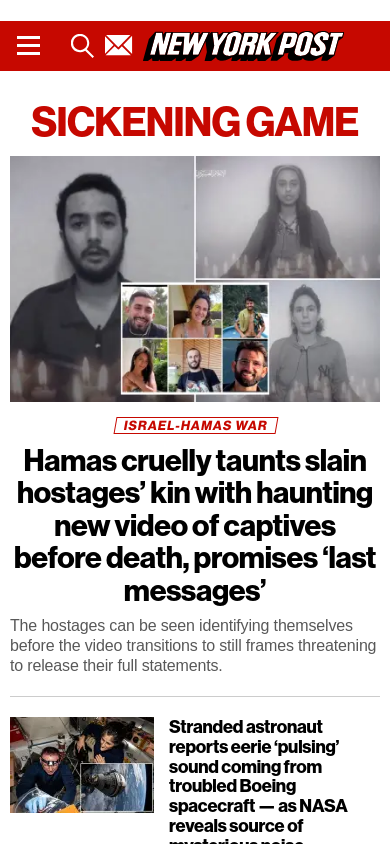 NEW YORK POST
SICKENING GAME
ISRAEL-HAMAS WAR
Hamas cruelly taunts slain
hostages’ kin with haunting
new video of captives
before death, promises ‘last
messages’
The hostages can be seen identifying themselves
before the video transitions to still frames threatening
to release their full statements.
Stranded astronaut
reports eerie ‘pulsing’
sound coming from
troubled Boeing
spacecraft — as NASA
reveals source of
mysterious noise